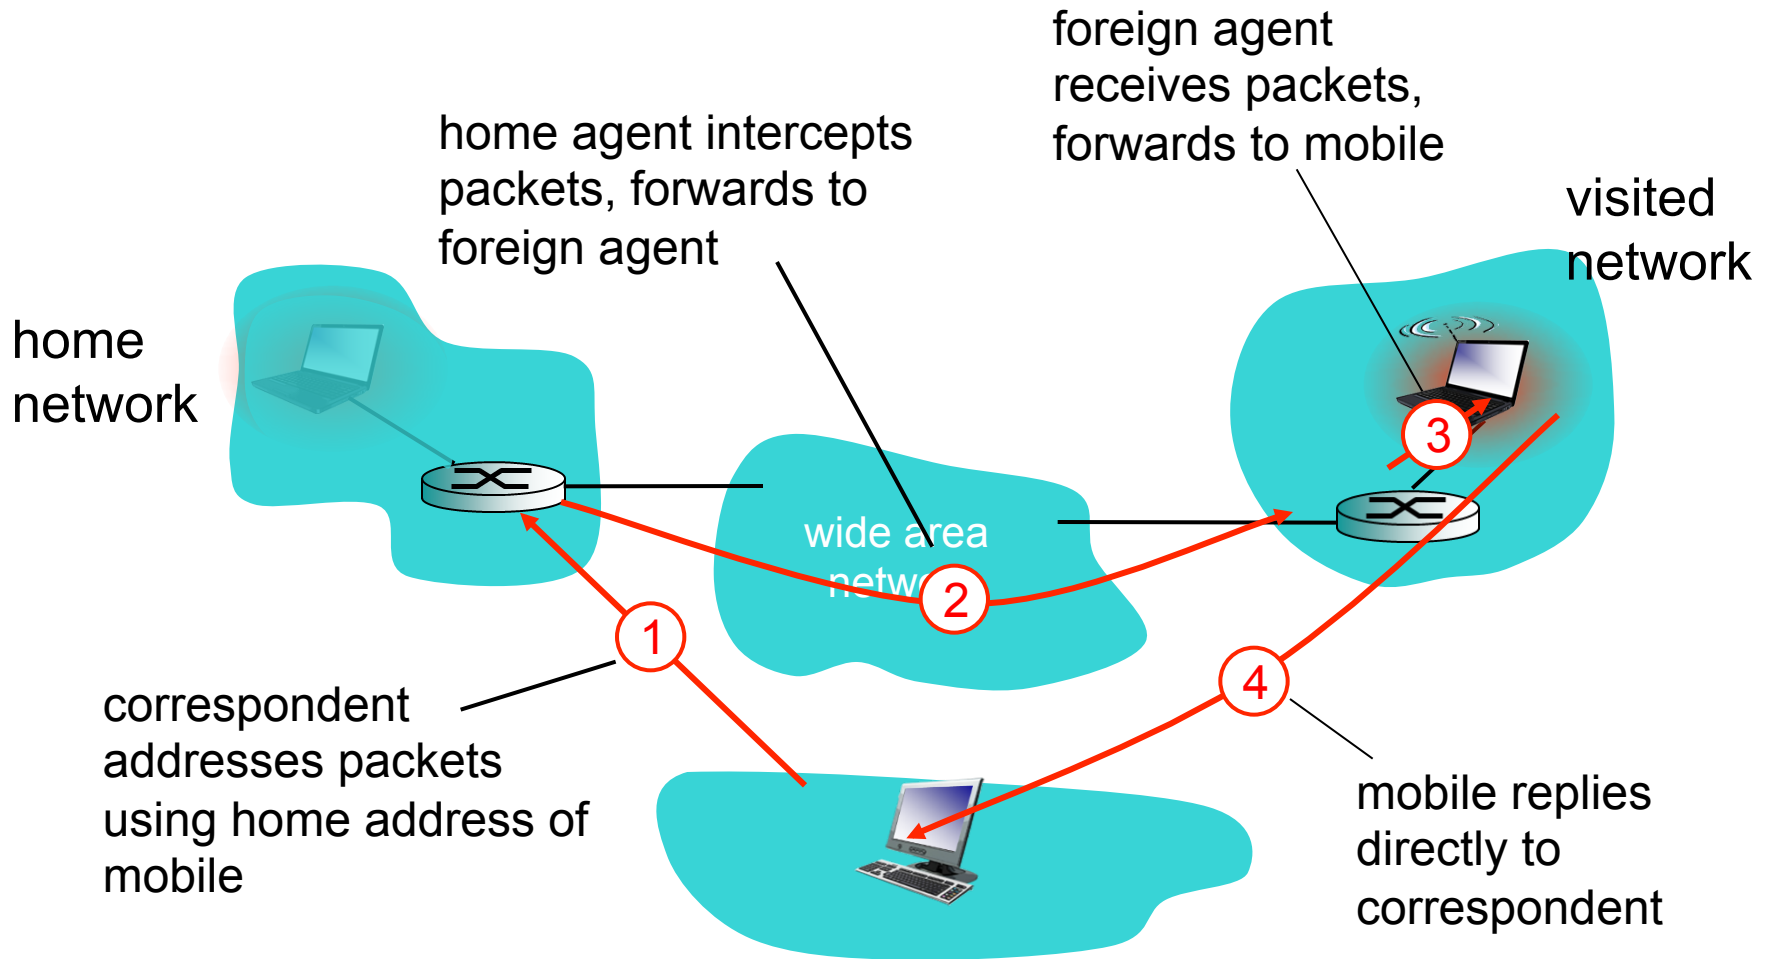 foreign agent
receives packets,
forwards to mobile
home agent intercepts
packets, forwards to
foreign agent
visited
network
home
network
wide area
3
2
1
4
correspondent
addresses packets
using home address of
mobile
mobile replies
directly to
correspondent